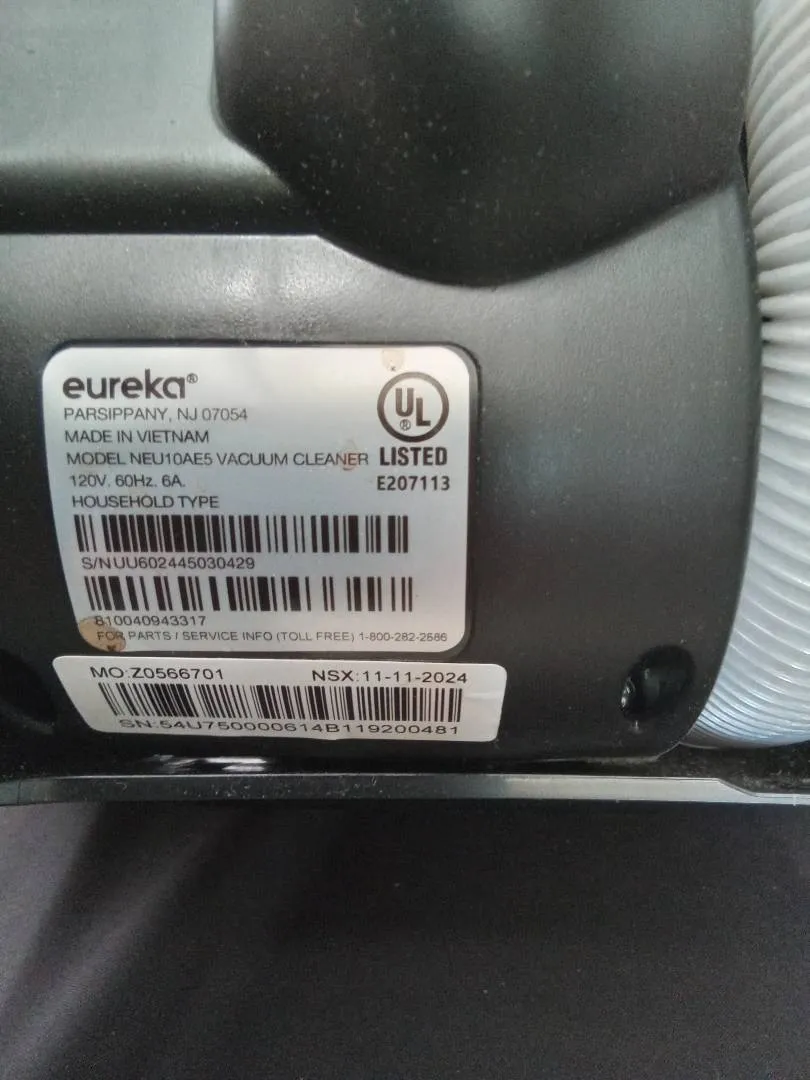 eureka®
PARSIPPANY, NJ 07054
MADE IN VIETNAM
MODEL NEU10AE5 VACUUM CLEANER
120V. 60Hz. 6A.
HOUSEHOLD TYPE
UL®
LISTED
E207113
S/N UU602445030429
810040943317
FOR PARTS / SERVICE INFO (TOLL FREE) 1-800-282-2886
MO:Z0566701 NSX:11-11-2024
SN:54U750000614B119200481